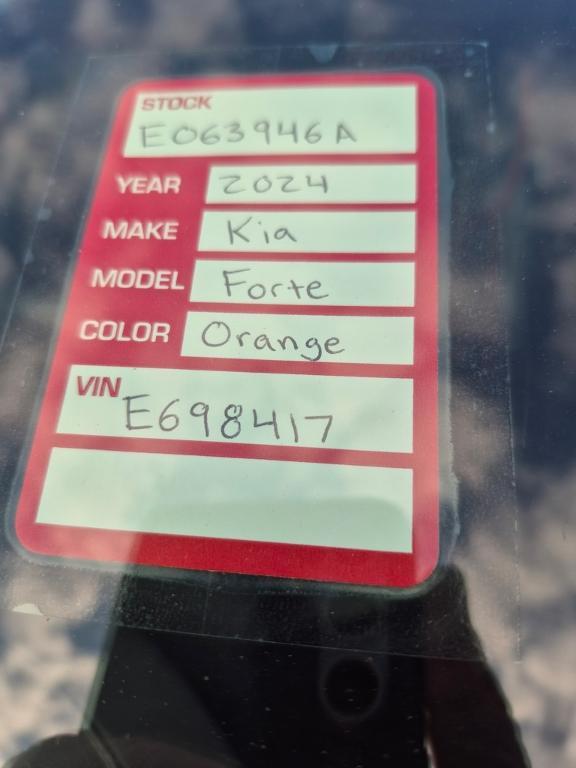 STOCK
E063946A
YEAR 2024
MAKE Kia
MODEL Forte
COLOR Orange
VIN
E698417